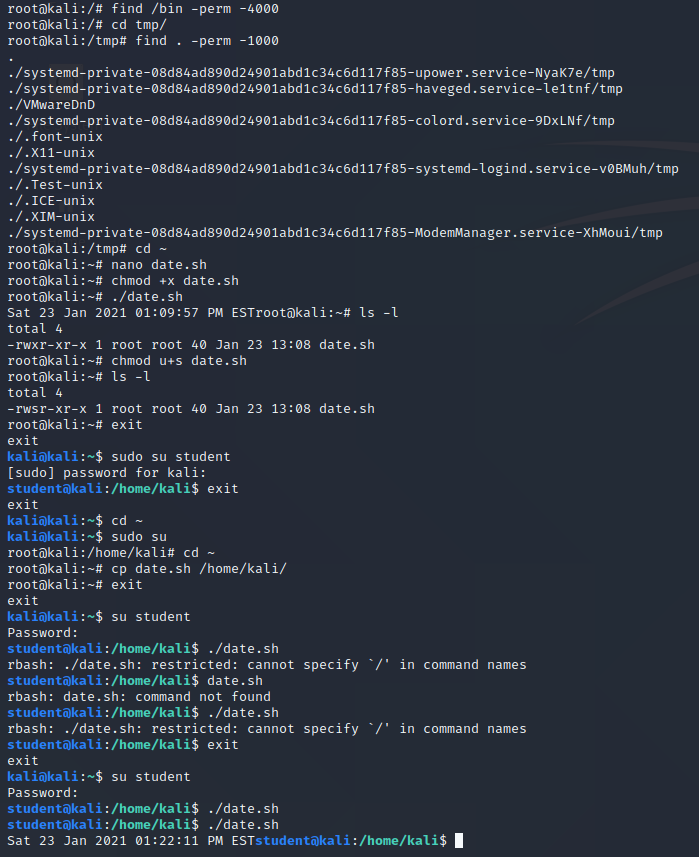 root@kali:/# find /bin -perm -4000
root@kali:/# cd tmp/
root@kali:/tmp# find . -perm -1000
.
./systemd-private-08d84ad890d24901abd1c34c6d117f85-upower.service-NyaK7e/tmp
./systemd-private-08d84ad890d24901abd1c34c6d117f85-haveged.service-le1tnf/tmp
./VMwareDnD
./systemd-private-08d84ad890d24901abd1c34c6d117f85-colord.service-9DxLNf/tmp
./.font-unix
./.X11-unix
./systemd-private-08d84ad890d24901abd1c34c6d117f85-systemd-logind.service-v0BMuh/tmp
./.Test-unix
./.ICE-unix
./.XIM-unix
./systemd-private-08d84ad890d24901abd1c34c6d117f85-ModemManager.service-XhMoui/tmp
root@kali:/tmp# cd ~
root@kali:~# nano date.sh
root@kali:~# chmod +x date.sh
root@kali:~# ./date.sh
Sat 23 Jan 2021 01:09:57 PM ESTroot@kali:~# ls -l
total 4
-rwxr-xr-x 1 root root 40 Jan 23 13:08 date.sh
root@kali:~# chmod u+s date.sh
root@kali:~# ls -l
total 4
-rwsr-xr-x 1 root root 40 Jan 23 13:08 date.sh
root@kali:~# exit
exit
kali@kali:~$ sudo su student
[sudo] password for kali:
student@kali:/home/kali$ exit
exit
kali@kali:~$ cd ~
kali@kali:~$ sudo su
root@kali:/home/kali# cd ~
root@kali:~# cp date.sh /home/kali/
root@kali:~# exit
exit
kali@kali:~$ su student
Password:
student@kali:/home/kali$ ./date.sh
rbash: ./date.sh: restricted: cannot specify `/' in command names
student@kali:/home/kali$ date.sh
rbash: date.sh: command not found
student@kali:/home/kali$ ./date.sh
rbash: ./date.sh: restricted: cannot specify `/' in command names
student@kali:/home/kali$ exit
exit
kali@kali:~$ su student
Password:
student@kali:/home/kali$ ./date.sh
student@kali:/home/kali$ ./date.sh
Sat 23 Jan 2021 01:22:11 PM ESTstudent@kali:/home/kali$